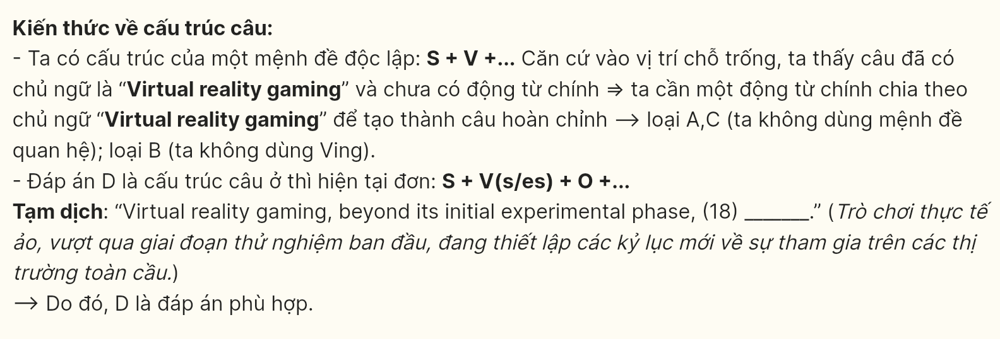 Kiến thức về cấu trúc câu:
- Ta có cấu trúc của một mệnh đề độc lập: S + V +... Căn cứ vào vị trí chỗ trống, ta thấy câu đã có
chủ ngữ là “Virtual reality gaming” và chưa có động từ chính ⇒ ta cần một động từ chính chia theo
chủ ngữ “Virtual reality gaming” để tạo thành câu hoàn chỉnh ⟶ loại A,C (ta không dùng mệnh đề
quan hệ); loại B (ta không dùng Ving).
- Đáp án D là cấu trúc câu ở thì hiện tại đơn: S + V(s/es) + O +...
Tạm dịch: “Virtual reality gaming, beyond its initial experimental phase, (18) _______.” (Trò chơi thực tế
ảo, vượt qua giai đoạn thử nghiệm ban đầu, đang thiết lập các kỷ lục mới về sự tham gia trên các thị
trường toàn cầu.)
⟶ Do đó, D là đáp án phù hợp.